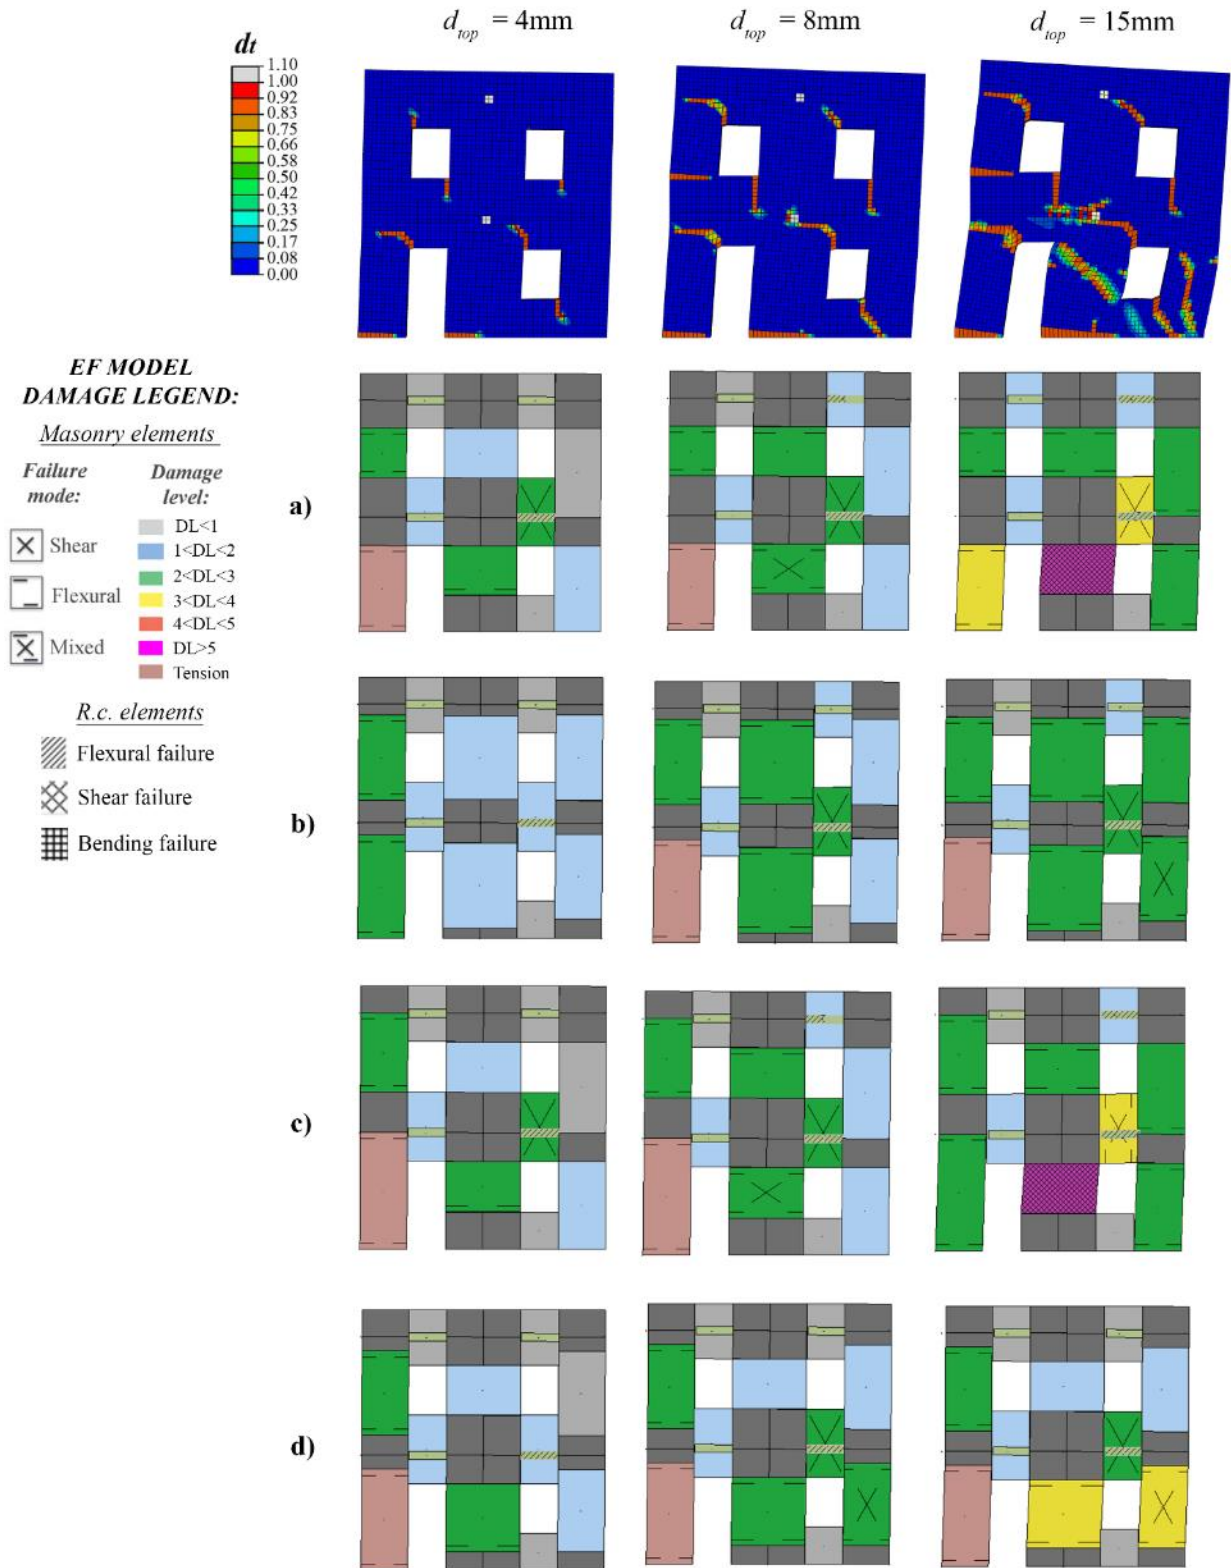 d_top = 4mm
d_top = 8mm
d_top = 15mm
dt
1.10
1.00
0.92
0.83
0.75
0.66
0.58
0.50
0.42
0.33
0.25
0.17
0.08
0.00
EF MODEL
DAMAGE LEGEND:
Masonry elements
Failure
mode:
Shear
Flexural
Mixed
Damage
level:
DL<1
1<DL<2
2<DL<3
3<DL<4
4<DL<5
DL>5
Tension
R.c. elements
Flexural failure
Shear failure
Bending failure
a)
b)
c)
d)